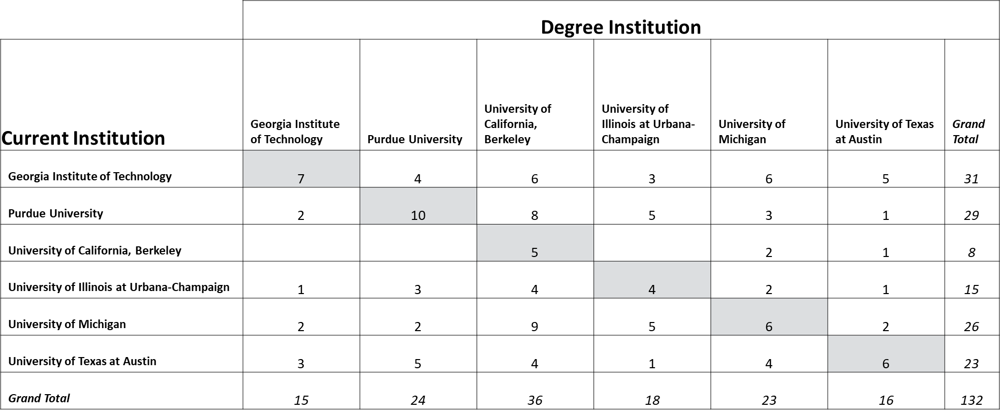 Degree Institution
Current Institution
Georgia Institute
of Technology
Purdue University
University of
California,
Berkeley
University of
Illinois at Urbana-
Champaign
University of
Michigan
University of Texas
at Austin
Grand
Total
Georgia Institute of Technology 7 4 6 3 6 5 31
Purdue University 2 10 8 5 3 1 29
University of California, Berkeley 5 2 1 8
University of Illinois at Urbana-Champaign 1 3 4 4 2 1 15
University of Michigan 2 2 9 5 6 2 26
University of Texas at Austin 3 5 4 1 4 6 23
Grand Total 15 24 36 18 23 16 132